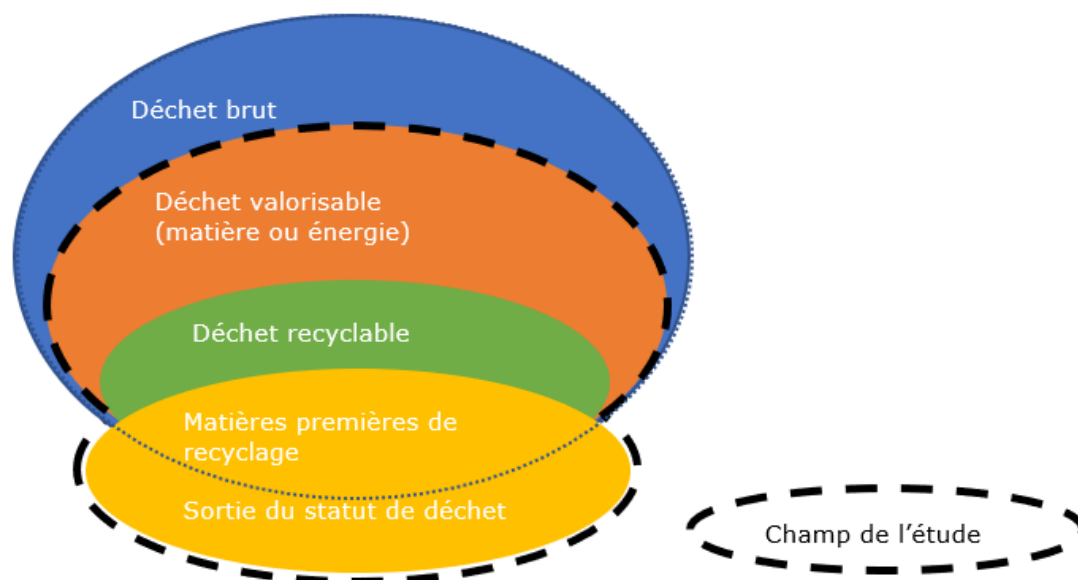 Déchet brut
Déchet valorisable
(matière ou énergie)
Déchet recyclable
Matières premières de
recyclage
Sortie du statut de déchet
Champ de l'étude